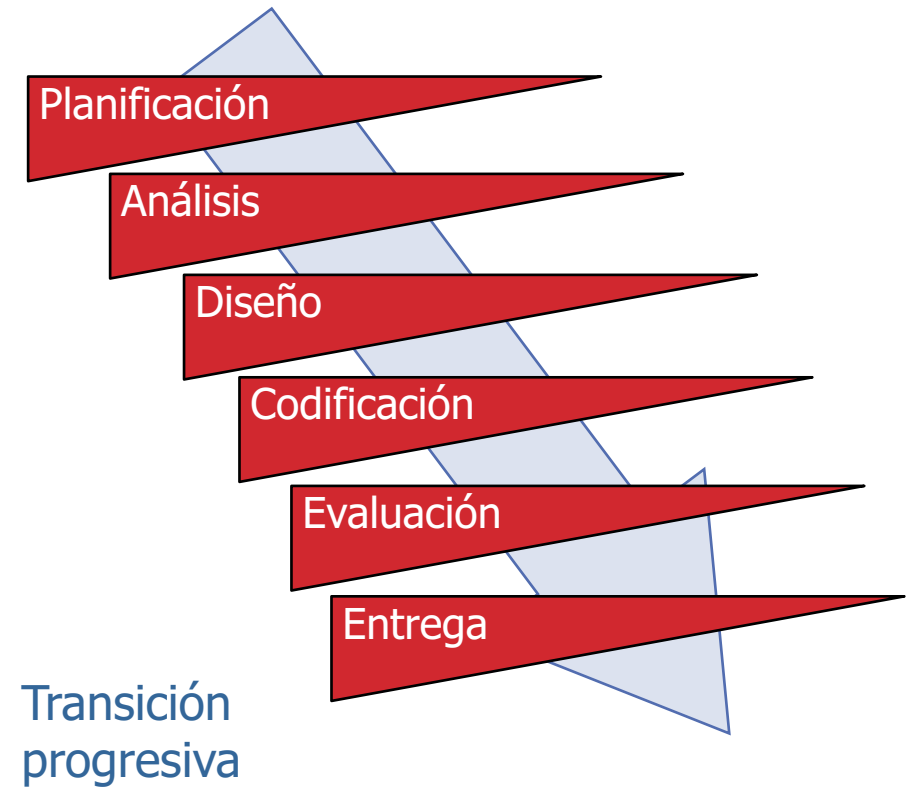 Planificación
Análisis
Diseño
Codificación
Evaluación
Entrega
Transición
progresiva